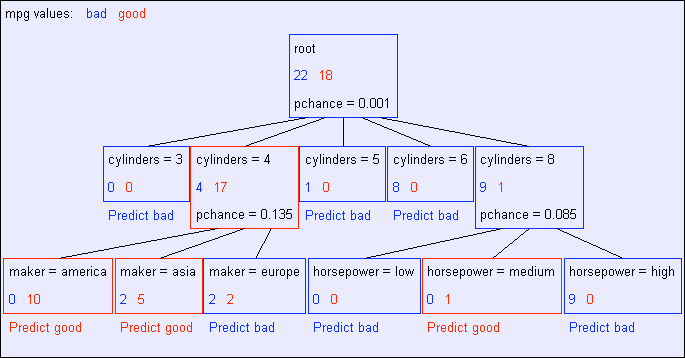 mpg values: bad good
root
22 18
pchance = 0.001
cylinders = 3
0 0
Predict bad
cylinders = 4
4 17
pchance = 0.135
cylinders = 5
1 0
Predict bad
cylinders = 6
8 0
Predict bad
cylinders = 8
9 1
pchance = 0.085
maker = america
0 10
Predict good
maker = asia
2 5
Predict good
maker = europe
2 2
Predict bad
horsepower = low
0 0
Predict bad
horsepower = medium
0 1
Predict good
horsepower = high
9 0
Predict bad